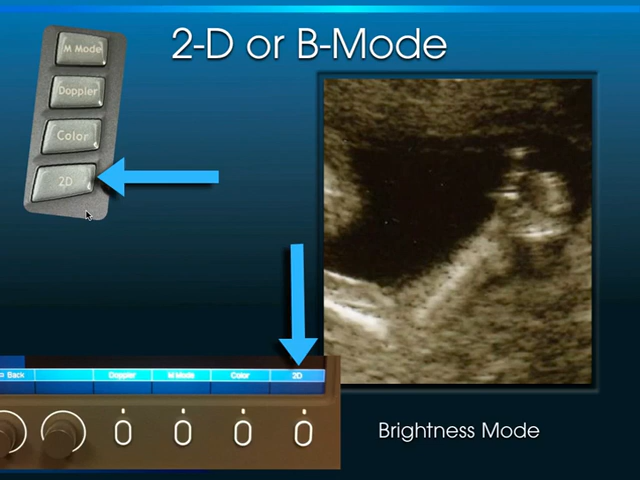 2-D or B-Mode
M Mode
Doppler
Color
2D
Back
Doppler
M Mode
Color
2D
Brightness Mode